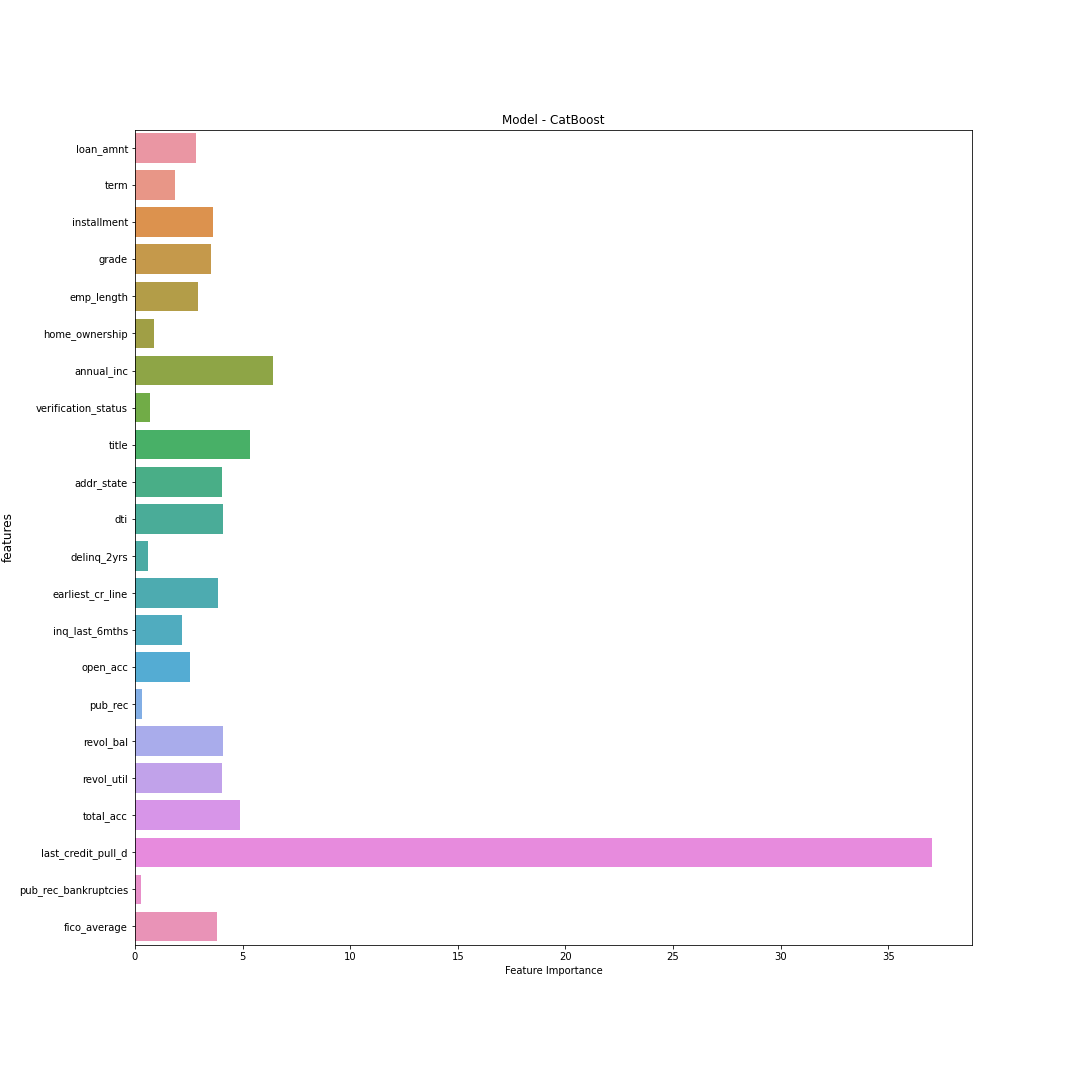 Model - CatBoost
loan_amnt
term
installment
grade
emp_length
home_ownership
annual_inc
verification_status
title
addr_state
dti
delinq_2yrs
earliest_cr_line
inq_last_6mths
open_acc
pub_rec
revol_bal
revol_util
total_acc
last_credit_pull_d
pub_rec_bankruptcies
fico_average
features
0 5 10 15 20 25 30 35
Feature Importance